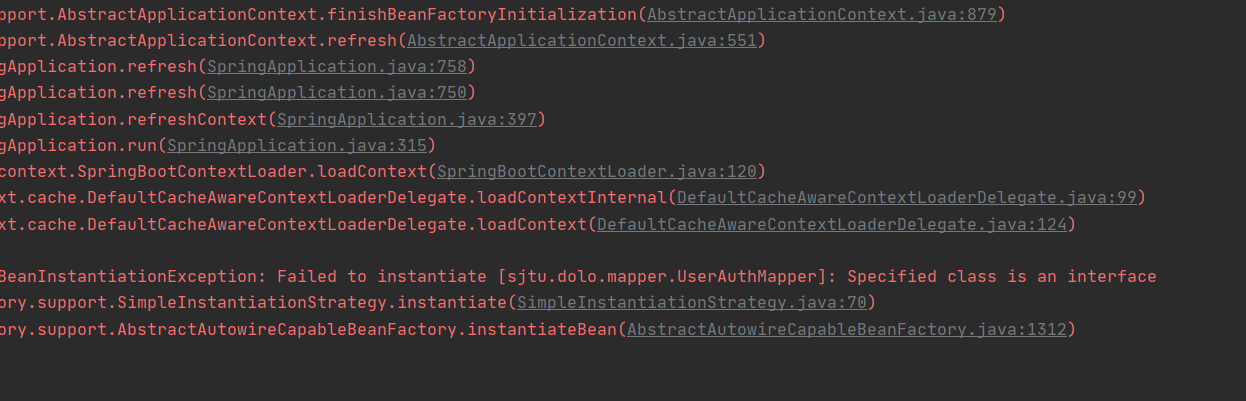 pport.AbstractApplicationContext.finishBeanFactoryInitialization(AbstractApplicationContext.java:879)
pport.AbstractApplicationContext.refresh(AbstractApplicationContext.java:551)
gApplication.refresh(SpringApplication.java:758)
gApplication.refresh(SpringApplication.java:750)
gApplication.refreshContext(SpringApplication.java:397)
gApplication.run(SpringApplication.java:315)
context.SpringBootContextLoader.loadContext(SpringBootContextLoader.java:120)
xt.cache.DefaultCacheAwareContextLoaderDelegate.loadContextInternal(DefaultCacheAwareContextLoaderDelegate.java:99)
xt.cache.DefaultCacheAwareContextLoaderDelegate.loadContext(DefaultCacheAwareContextLoaderDelegate.java:124)
BeanInstantiationException: Failed to instantiate [sjtu.dolo.mapper.UserAuthMapper]: Specified class is an interface
ory.support.SimpleInstantiationStrategy.instantiate(SimpleInstantiationStrategy.java:70)
ory.support.AbstractAutowireCapableBeanFactory.instantiateBean(AbstractAutowireCapableBeanFactory.java:1312)